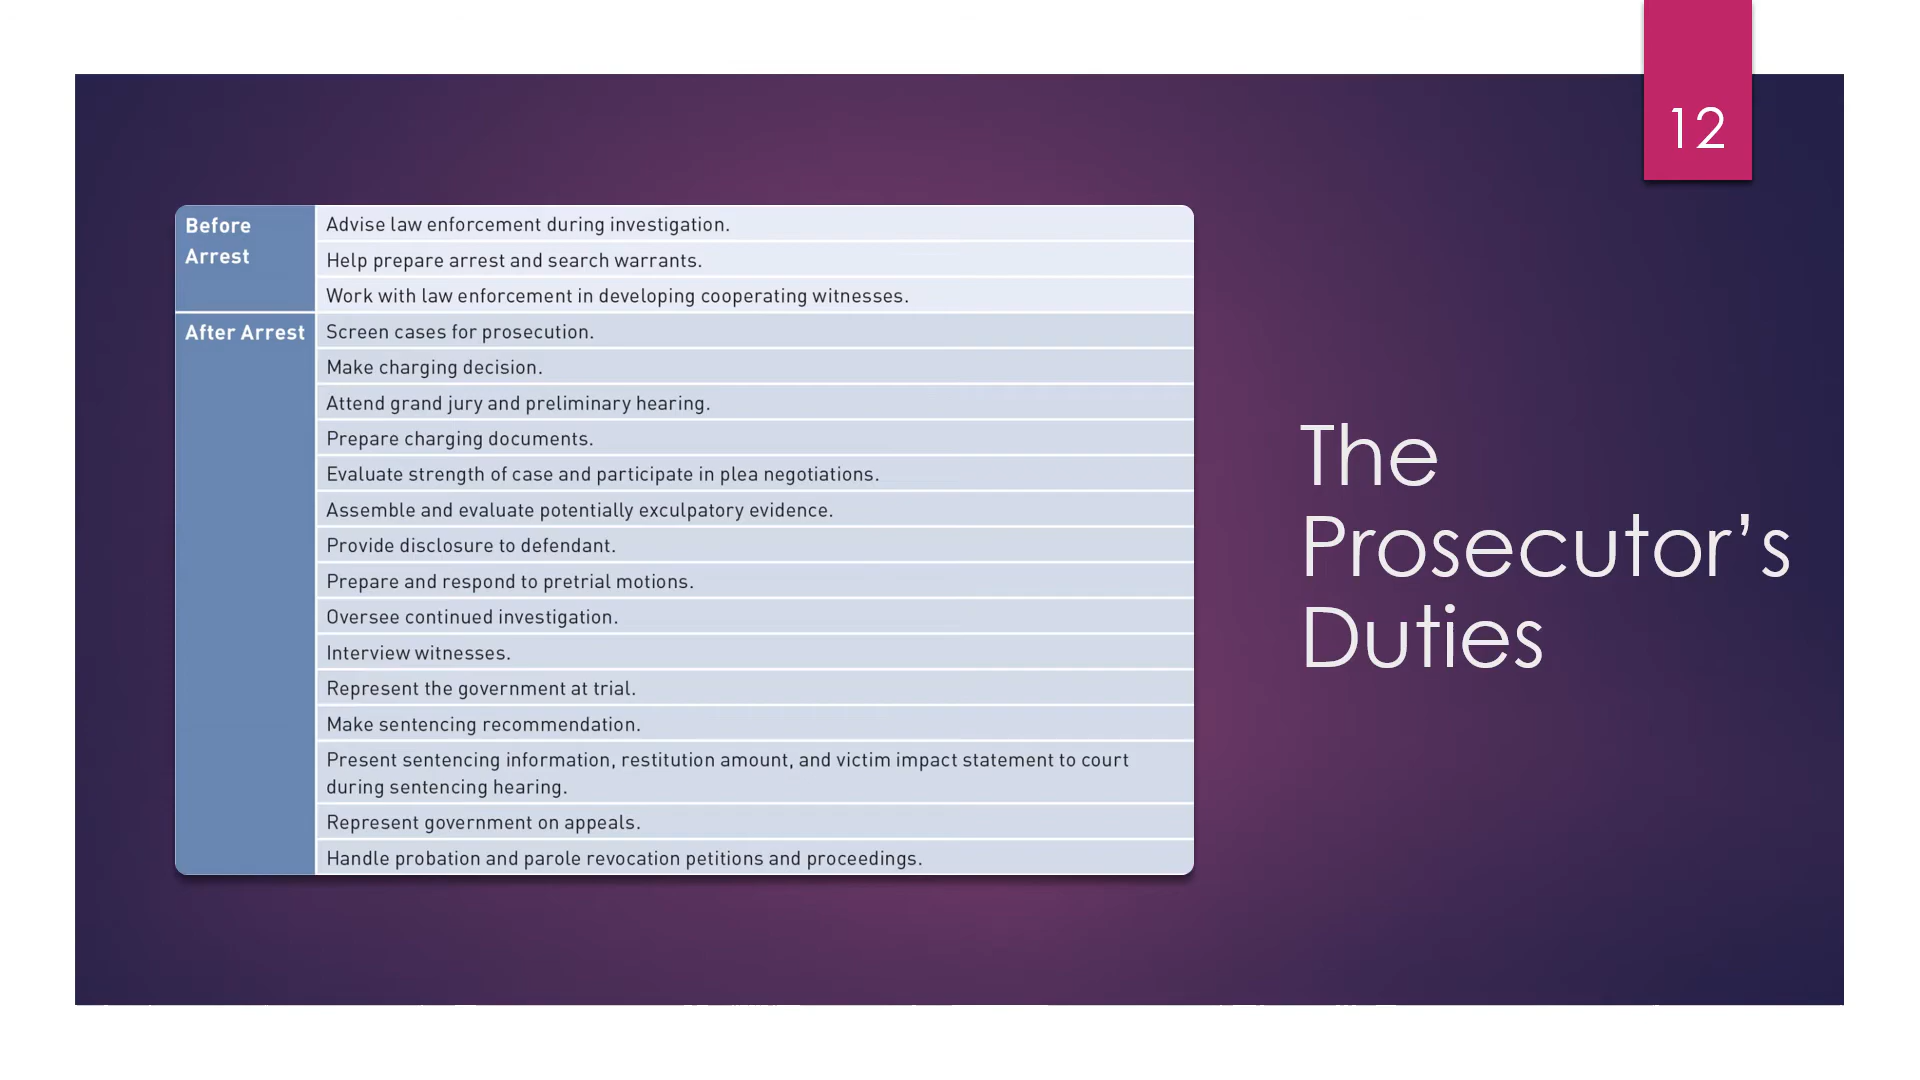 12
Before
Arrest
Advise law enforcement during investigation.
Help prepare arrest and search warrants.
Work with law enforcement in developing cooperating witnesses.
After Arrest
Screen cases for prosecution.
Make charging decision.
Attend grand jury and preliminary hearing.
Prepare charging documents.
Evaluate strength of case and participate in plea negotiations.
Assemble and evaluate potentially exculpatory evidence.
Provide disclosure to defendant.
Prepare and respond to pretrial motions.
Oversee continued investigation.
Interview witnesses.
Represent the government at trial.
Make sentencing recommendation.
Present sentencing information, restitution amount, and victim impact statement to court
during sentencing hearing.
Represent government on appeals.
Handle probation and parole revocation petitions and proceedings.
The
Prosecutor’s
Duties